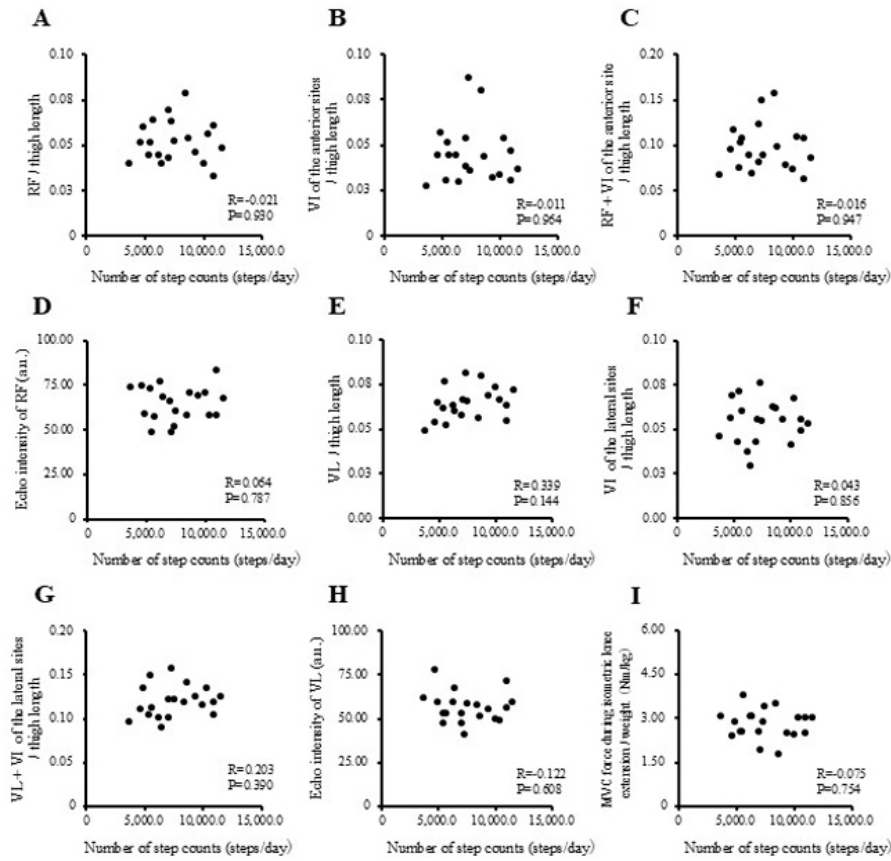 A
RF / thigh length
0.10
0.08
0.05
0.03
0
R=-0.021
P=0.930
0
5,000.0
10,000.0
15,000.0
Number of step counts (steps/day)
B
VI of the anterior sites
/ thigh length
0.10
0.08
0.05
0.03
0
R=-0.011
P=0.964
0
5,000.0
10,000.0
15,000.0
Number of step counts (steps/day)
C
RF + VI of the anterior site
/ thigh length
0.20
0.15
0.10
0.05
0
R=-0.016
P=0.947
0
5,000.0
10,000.0
15,000.0
Number of step counts (steps/day)
D
Echo intensity of RF (a.u.)
100.00
75.00
50.00
25.00
0
R=0.064
P=0.787
0
5,000.0
10,000.0
15,000.0
Number of step counts (steps/day)
E
VL / thigh length
0.10
0.08
0.05
0.03
0.00
R=0.339
P=0.144
0
5,000.0
10,000.0
15,000.0
Number of step counts (steps/day)
F
VI of the lateral sites
/ thigh length
0.10
0.08
0.05
0.03
0.00
R=0.043
P=0.856
0
5,000.0
10,000.0
15,000.0
Number of step counts (steps/day)
G
VL + VI of the lateral sites
/ thigh length
0.20
0.15
0.10
0.05
0.00
R=0.203
P=0.390
0
5,000.0
10,000.0
15,000.0
Number of step counts (steps/day)
H
Echo intensity of VL (a.u.)
100.00
75.00
50.00
25.00
0
R=-0.122
P=0.608
0
5,000.0
10,000.0
15,000.0
Number of step counts (steps/day)
I
MVC force during isometric knee
extension / weight (Nm/kg)
6.00
4.50
3.00
1.50
0
R=-0.075
P=0.754
0
5,000.0
10,000.0
15,000.0
Number of step counts (steps/day)